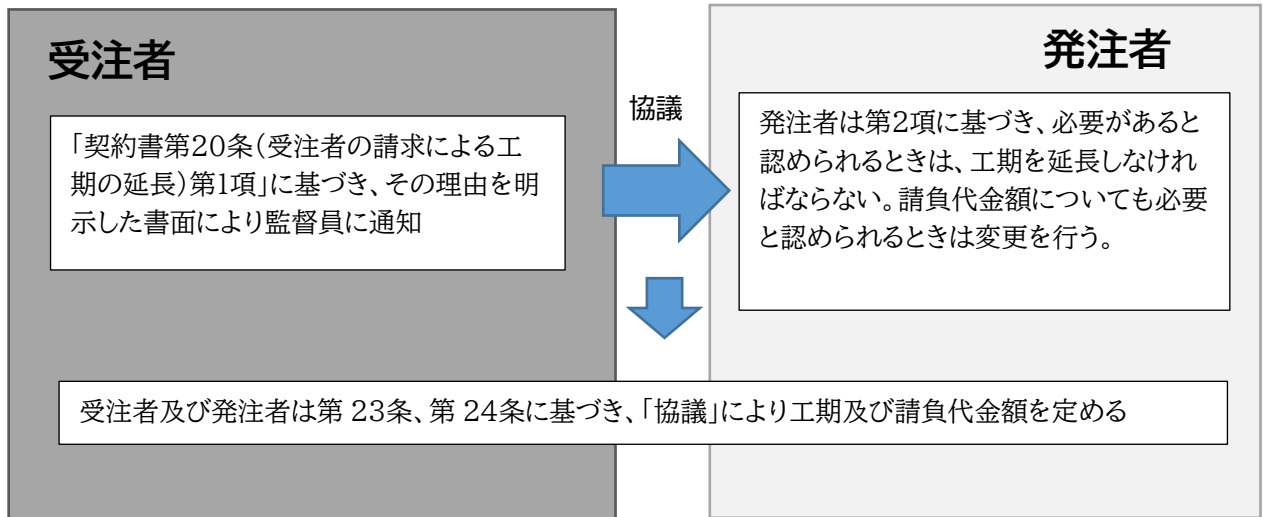 受注者
「契約書第20条(受注者の請求による工
期の延長)第1項」に基づき、その理由を明
示した書面により監督員に通知
協議
発注者
発注者は第2項に基づき、必要があると
認められるときは、工期を延長しなけれ
ばならない。請負代金額についても必要
と認められるときは変更を行う。
受注者及び発注者は第 23条、第 24条に基づき、「協議」により工期及び請負代金額を定める